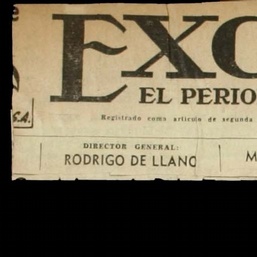 EXC
EL PERIO
S.A.
Registrado como artículo de segunda
DIRECTOR GENERAL:
RODRIGO DE LLANO
M